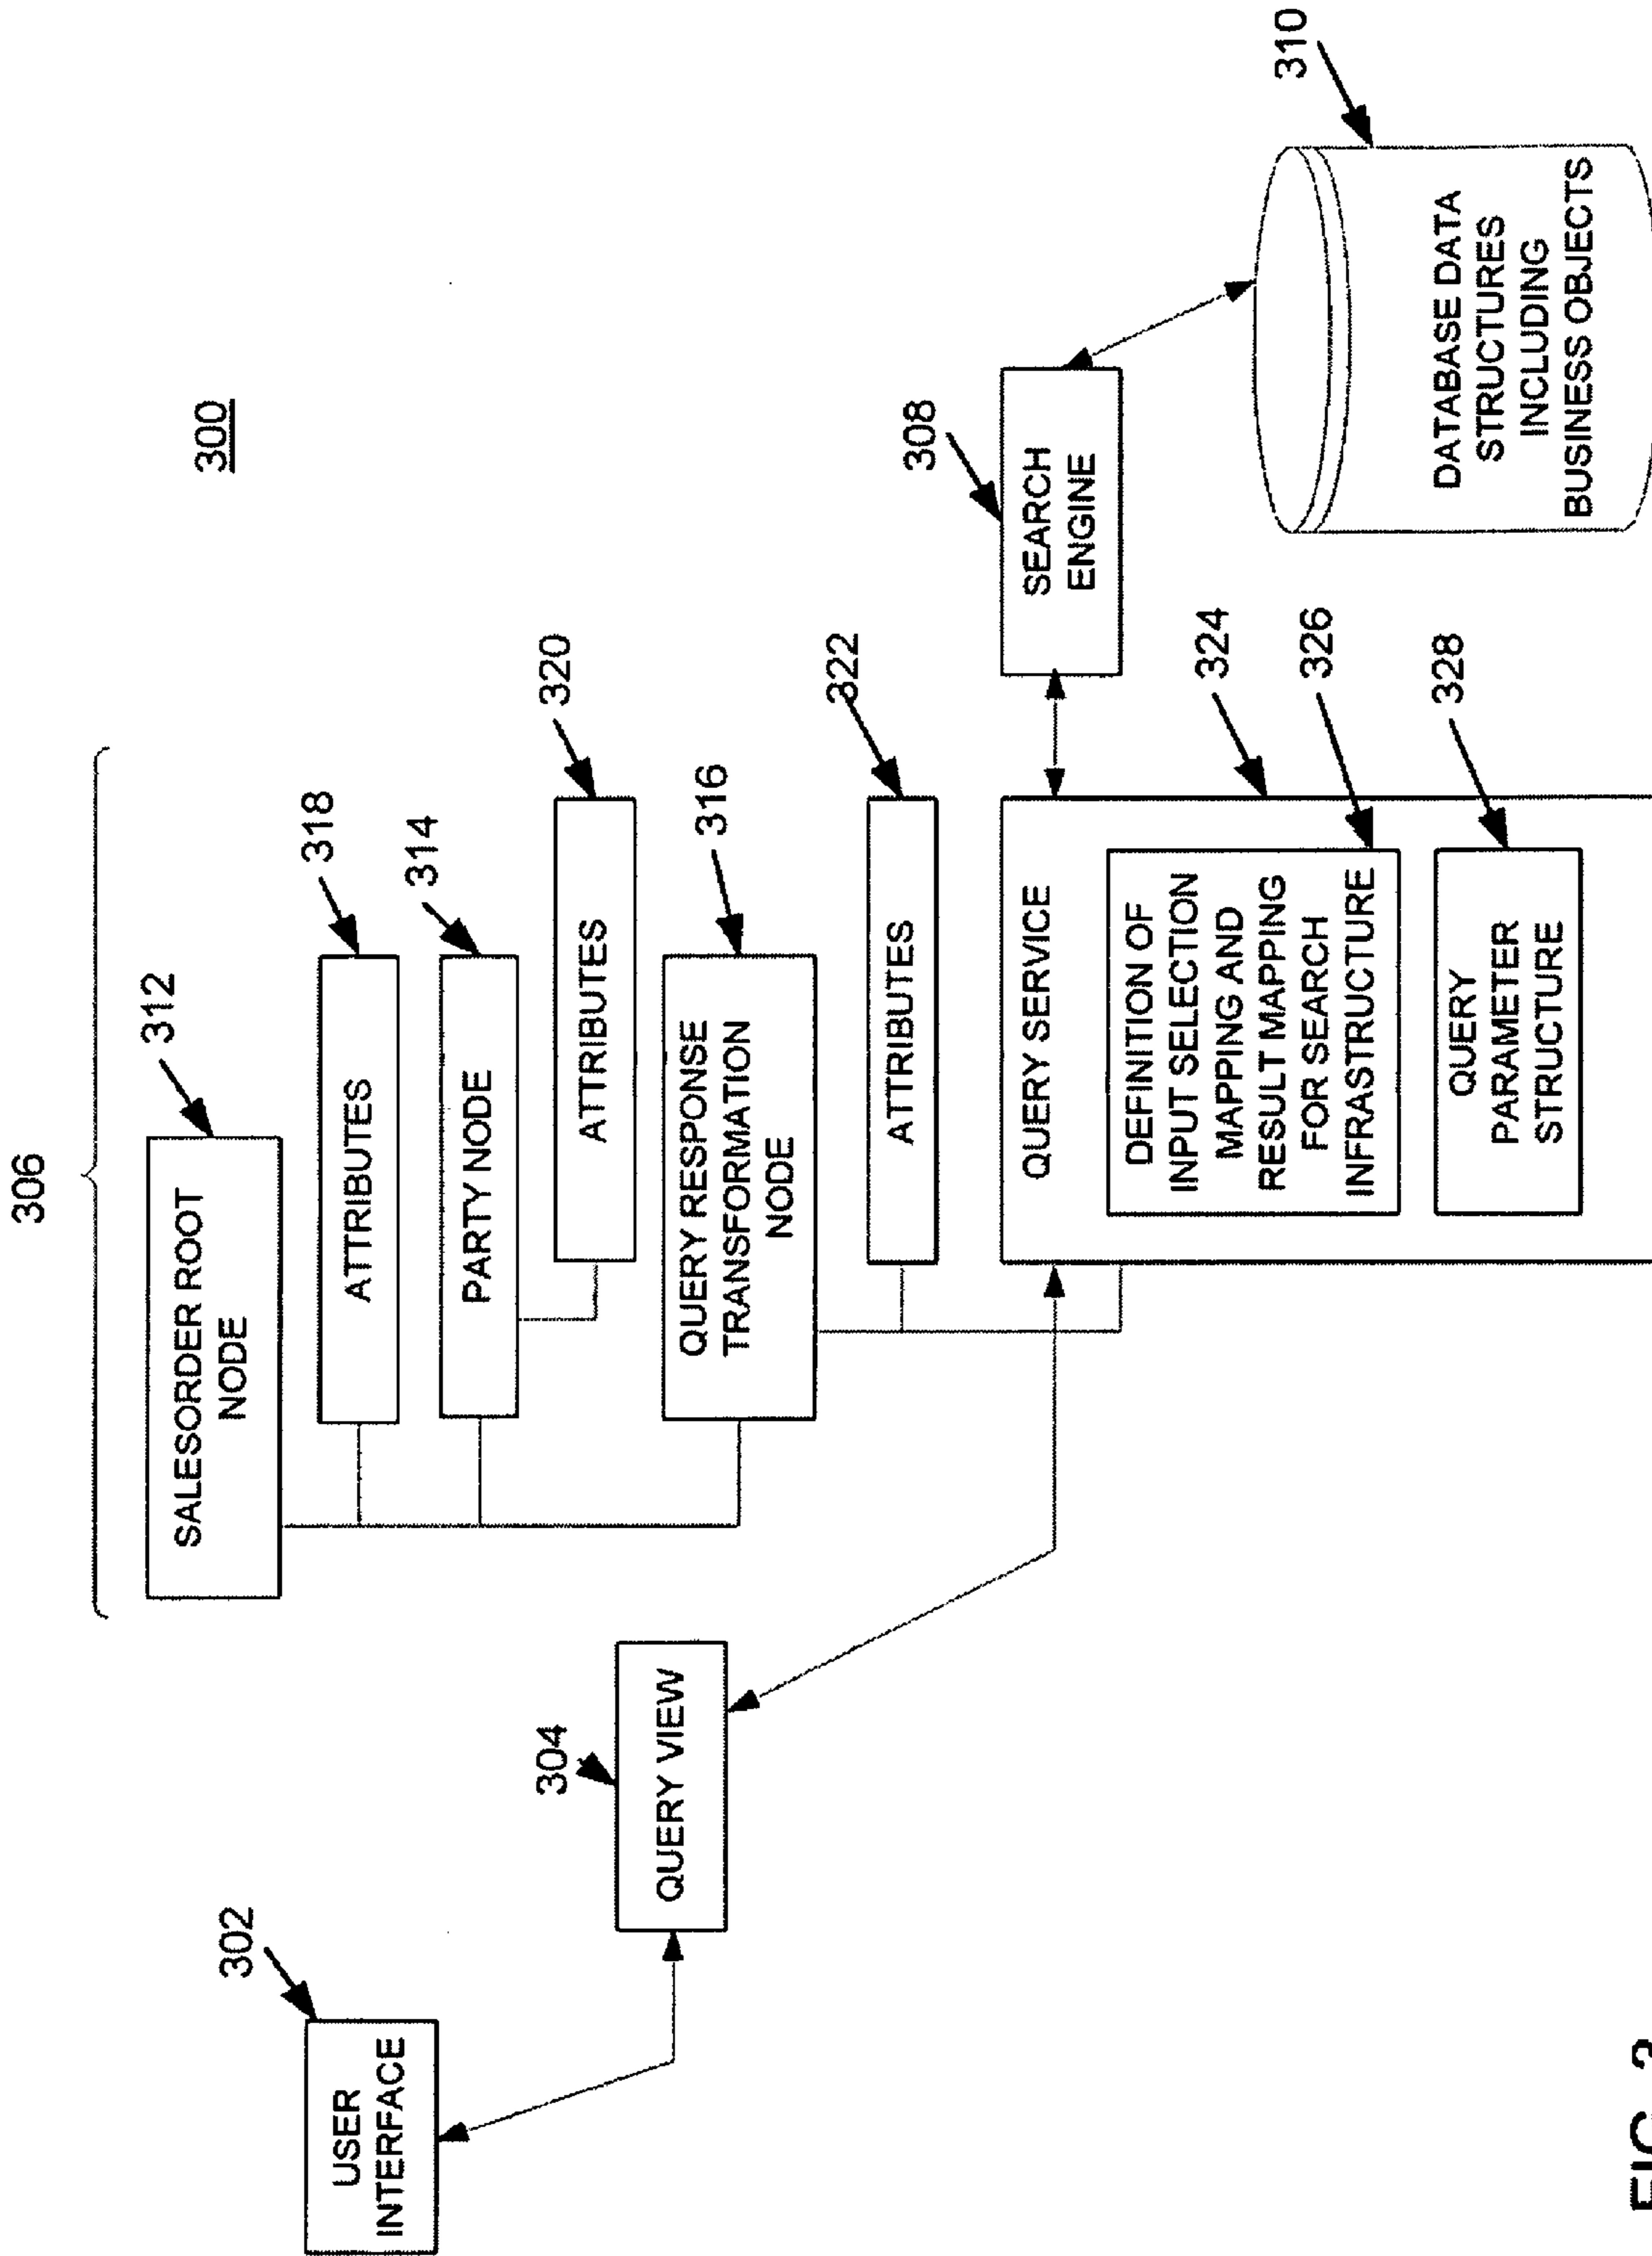 306
300
312
SALESORDER ROOT
NODE
302
USER
INTERFACE
318
ATTRIBUTES
314
PARTY NODE
320
ATTRIBUTES
304
QUERY VIEW
316
QUERY RESPONSE
TRANSFORMATION
NODE
322
ATTRIBUTES
308
SEARCH
ENGINE
310
DATABASE DATA
STRUCTURES
INCLUDING
BUSINESS OBJECTS
324
QUERY SERVICE
326
DEFINITION OF
INPUT SELECTION
MAPPING AND
RESULT MAPPING
FOR SEARCH
INFRASTRUCTURE
328
QUERY
PARAMETER
STRUCTURE
FIG. 3